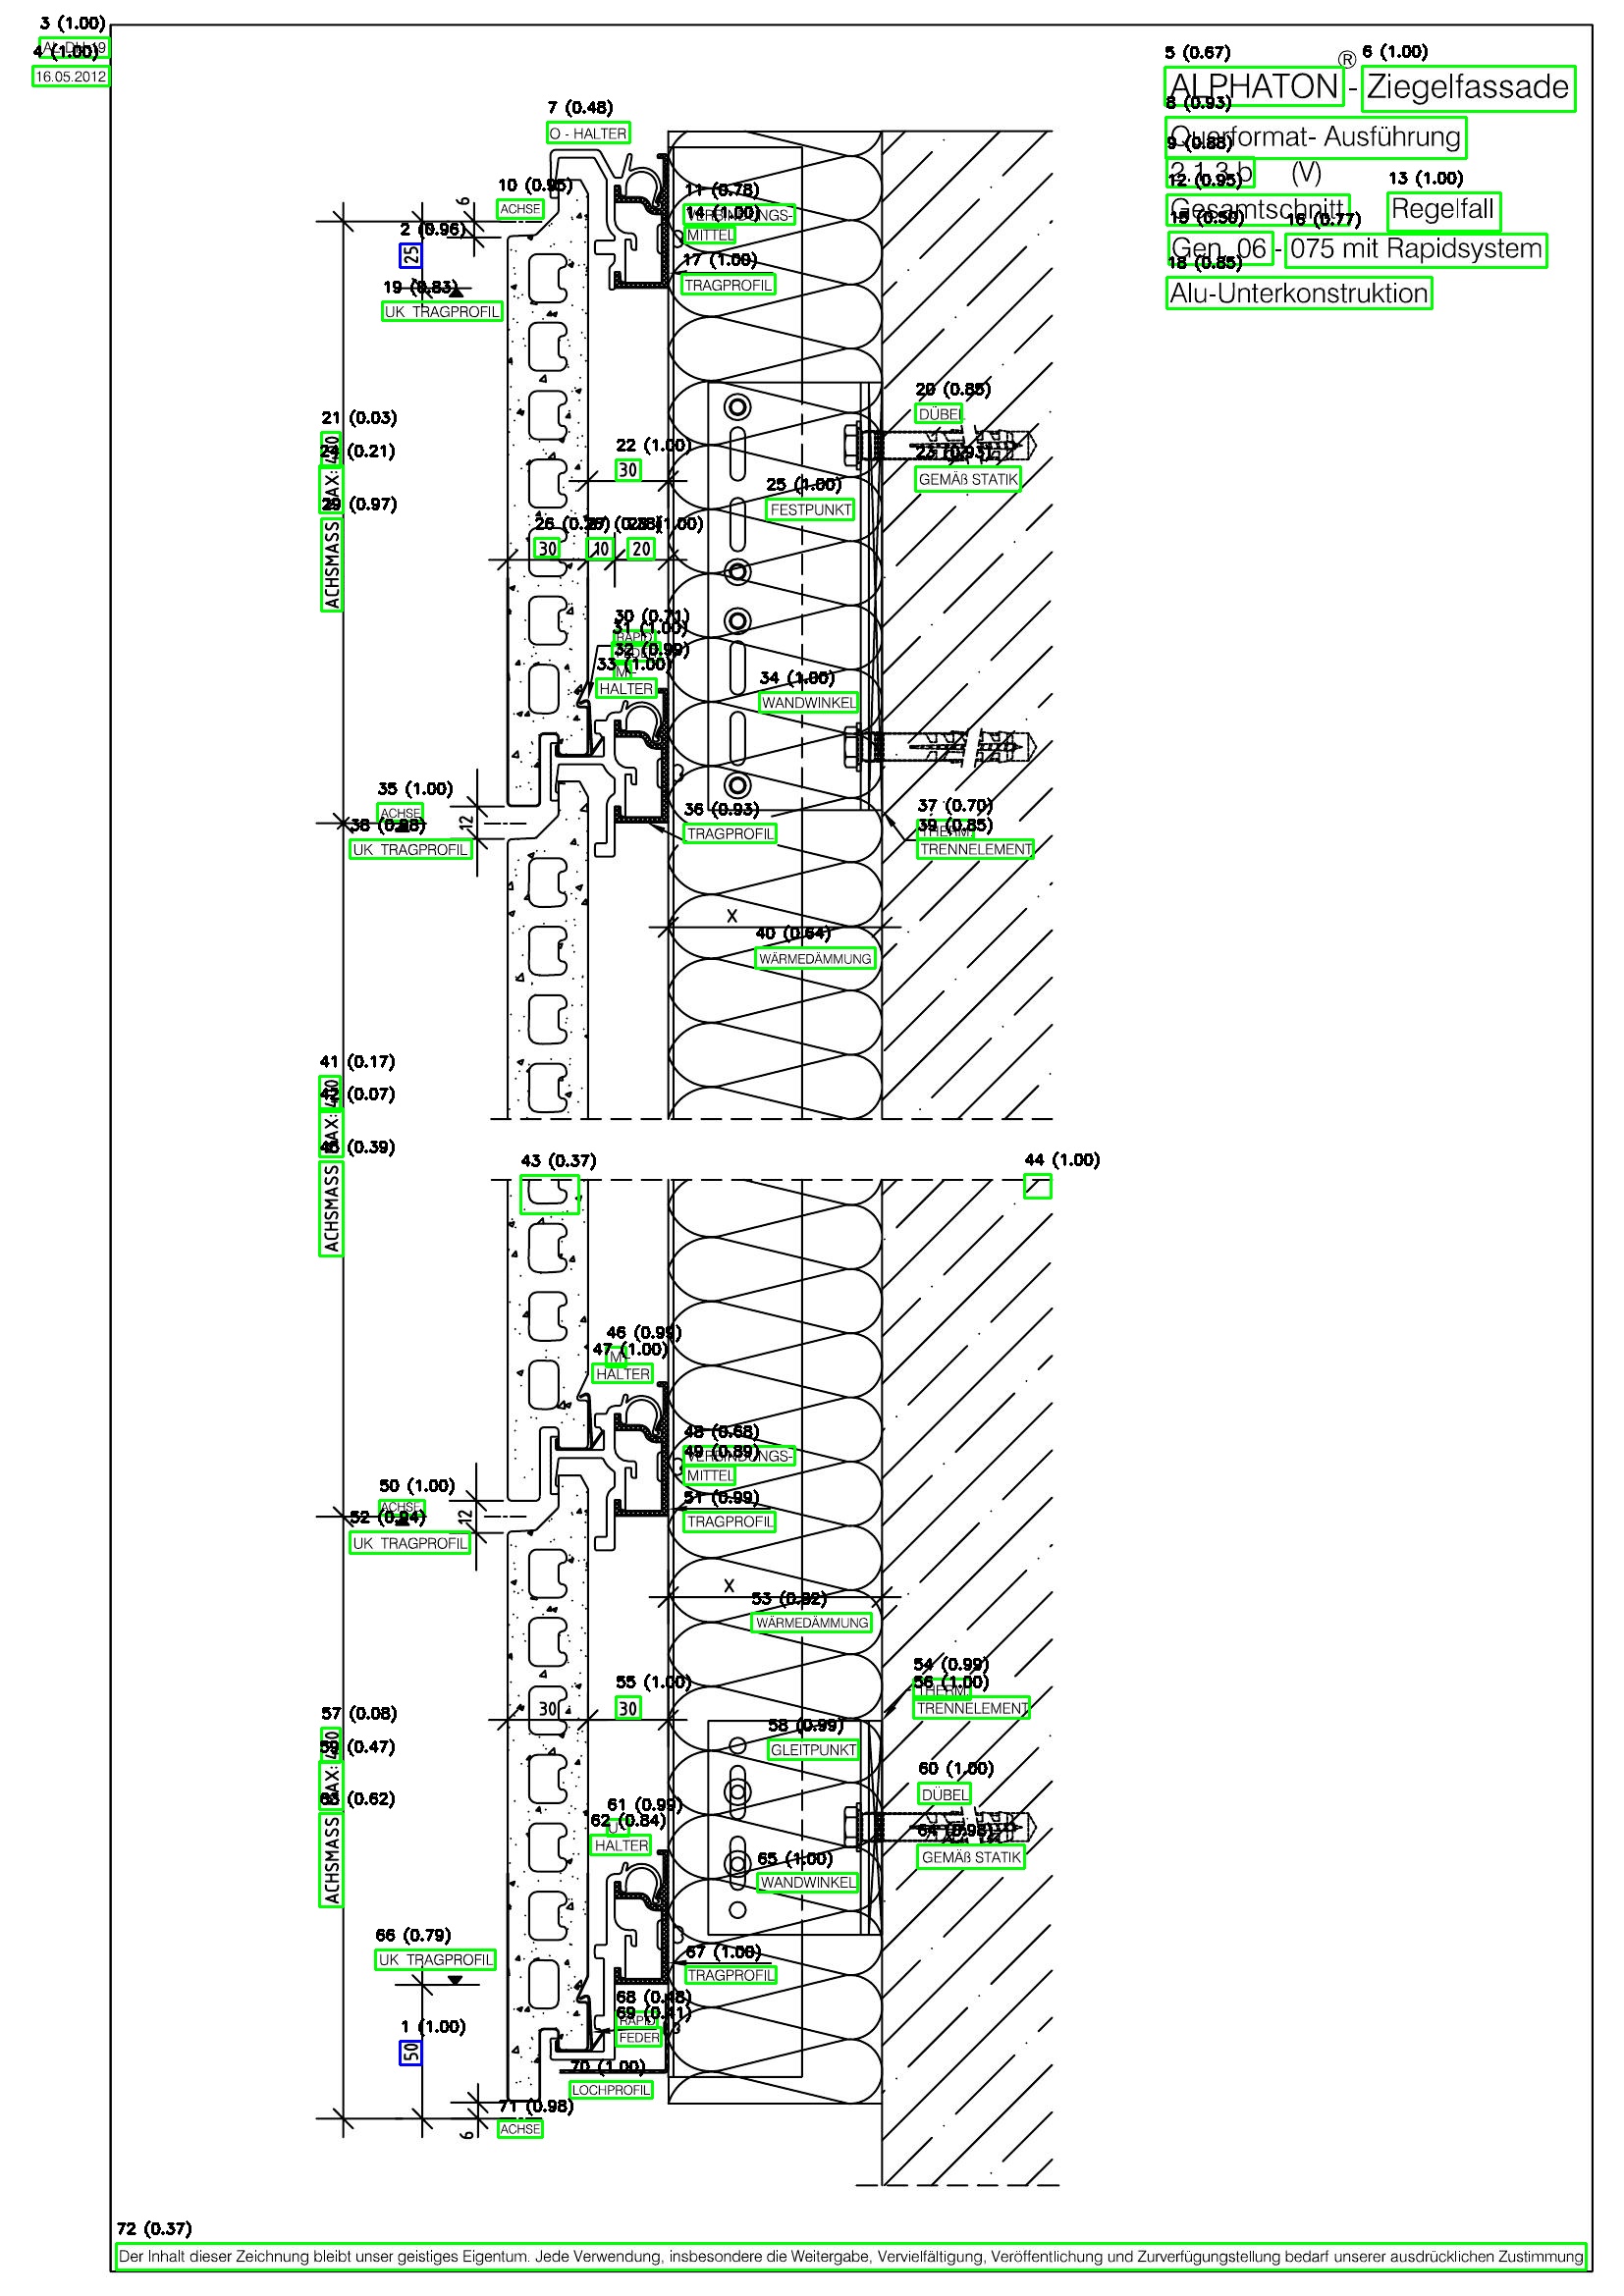 3 (1.00)
4 (1.00)
16.05.2012
5 (0.67)
6 (1.00)
ALPHATON® - Ziegelfassade
8 (0.93)
Querformat- Ausführung
9 (0.88)
2.1.3 b (V)
12 (0.95)
13 (1.00)
Gesamtschnitt Regelfall
15 (0.50)
16 (0.77)
Gen. 06 - 075 mit Rapidsystem
18 (0.85)
Alu-Unterkonstruktion
7 (0.48)
O - HALTER
10 (0.95)
ACHSE
6
2 (0.96)
25
11 (0.78)
VERBINDUNGS-
14 (1.00)
MITTEL
17 (1.00)
TRAGPROFIL
19 (0.83)
UK TRAGPROFIL
20 (0.85)
DÜBEL
21 (0.03)
22 (1.00)
30
23 (0.93)
GEMÄß STATIK
(0.21)
MAX:
25 (1.00)
FESTPUNKT
29 (0.97)
ACHSMASS
26
28 (1.00)
30
10
20
30 (0.71)
RAPID
31 (1.00)
32 (0.99)
M-
33 (1.00)
HALTER
34 (1.00)
WANDWINKEL
35 (1.00)
ACHSE
12
36 (0.93)
TRAGPROFIL
37 (0.70)
THERM.
38
UK TRAGPROFIL
39 (0.85)
TRENNELEMENT
X
40 (0.64)
WÄRMEDÄMMUNG
41 (0.17)
(0.07)
MAX:
(0.39)
ACHSMASS
43 (0.37)
44 (1.00)
46 (0.99)
M-
47 (1.00)
HALTER
48 (0.68)
VERBINDUNGS-
49 (0.89)
MITTEL
50 (1.00)
ACHSE
12
51 (0.99)
TRAGPROFIL
52 (0.94)
UK TRAGPROFIL
X
53
WÄRMEDÄMMUNG
54 (0.99)
THERM.
56 (1.00)
TRENNELEMENT
55 (1.00)
30
30
57 (0.08)
58 (0.99)
GLEITPUNKT
(0.47)
MAX:
60 (1.00)
DÜBEL
(0.62)
ACHSMASS
61 (0.99)
U-
62 (0.84)
HALTER
64 (0.98)
GEMÄß STATIK
65 (1.00)
WANDWINKEL
66 (0.79)
UK TRAGPROFIL
67 (1.00)
TRAGPROFIL
68 (0.48)
RAPID
69 (0.41)
FEDER
1 (1.00)
50
70 (1.00)
LOCHPROFIL
71 (0.98)
ACHSE
6
72 (0.37)
Der Inhalt dieser Zeichnung bleibt unser geistiges Eigentum. Jede Verwendung, insbesondere die Weitergabe, Vervielfältigung, Veröffentlichung und Zurverfügungstellung bedarf unserer ausdrücklichen Zustimmung